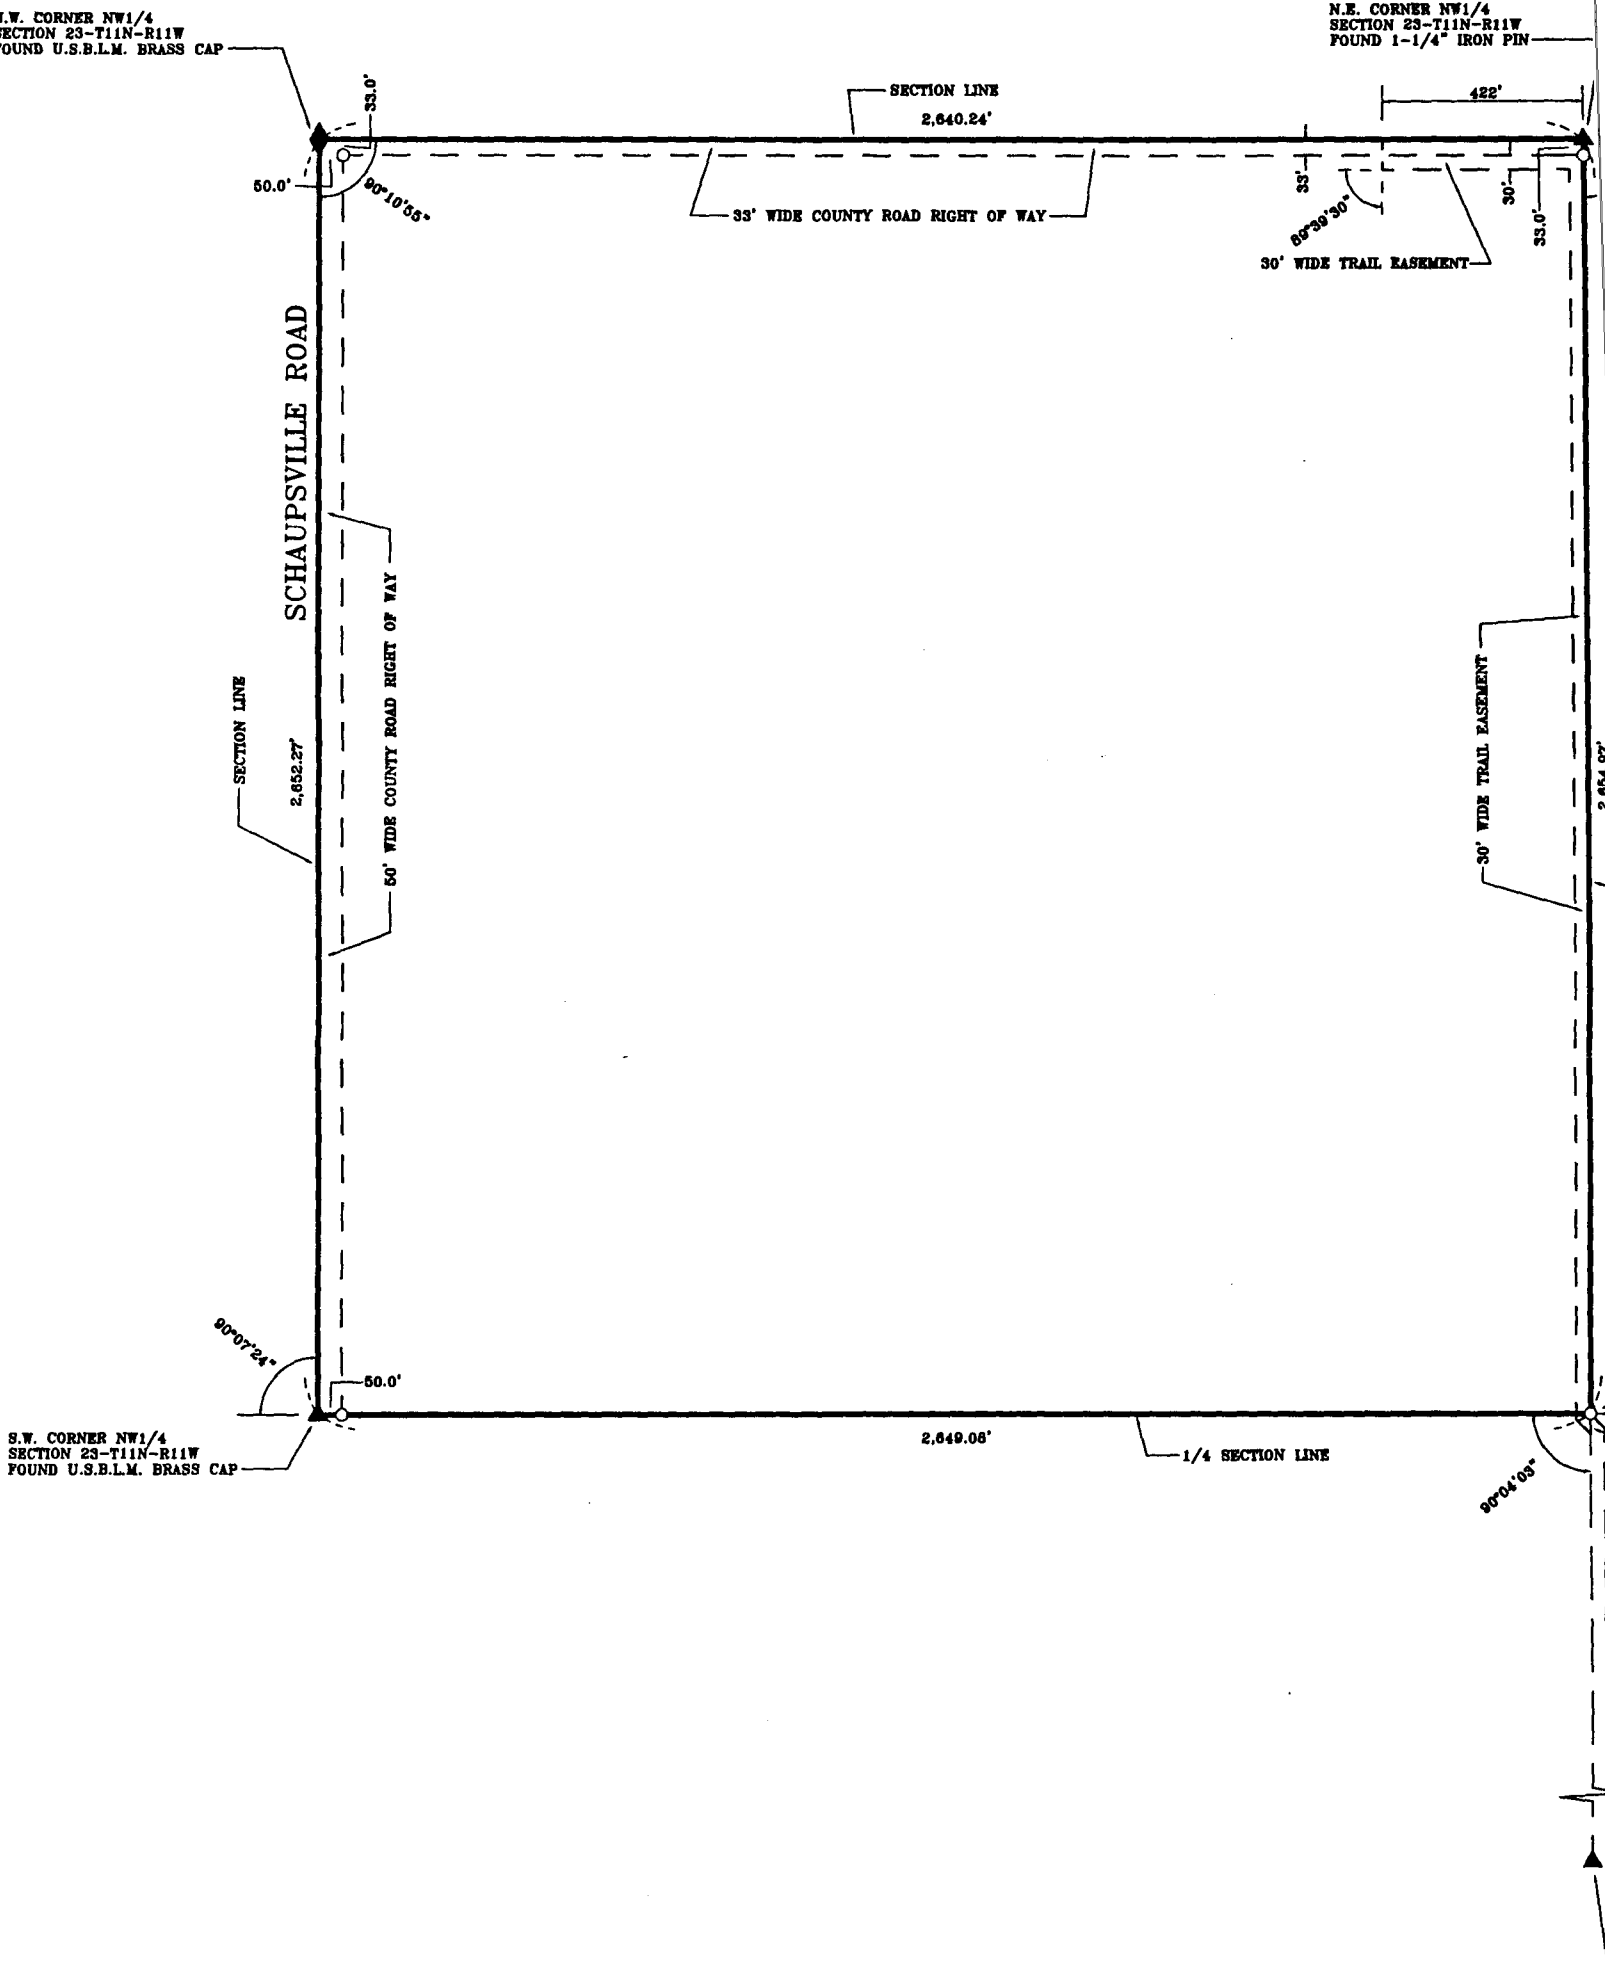 N.W. CORNER NW1/4
SECTION 23-T11N-R11W
FOUND U.S.B.L.M. BRASS CAP
N.E. CORNER NW1/4
SECTION 23-T11N-R11W
FOUND 1-1/4" IRON PIN
SECTION LINE
2,640.24'
422'
33.0'
50.0'
90°10'55"
33' WIDE COUNTY ROAD RIGHT OF WAY
33'
89°39'30"
30'
33.0'
30' WIDE TRAIL EASEMENT
SCHAUPSVILLE ROAD
SECTION LINE
2,652.27'
50' WIDE COUNTY ROAD RIGHT OF WAY
30' WIDE TRAIL EASEMENT
90°07'24"
50.0'
S.W. CORNER NW1/4
SECTION 23-T11N-R11W
FOUND U.S.B.L.M. BRASS CAP
2,649.08'
1/4 SECTION LINE
90°04'03"